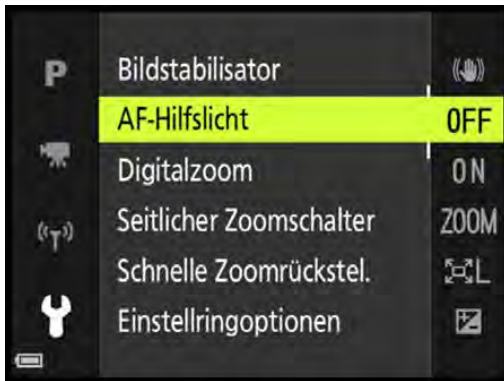 P
Bildstabilisator
AF-Hilfslicht OFF
Digitalzoom ON
Seitlicher Zoomschalter ZOOM
Schnelle Zoomrückstel. L
Einstellringoptionen